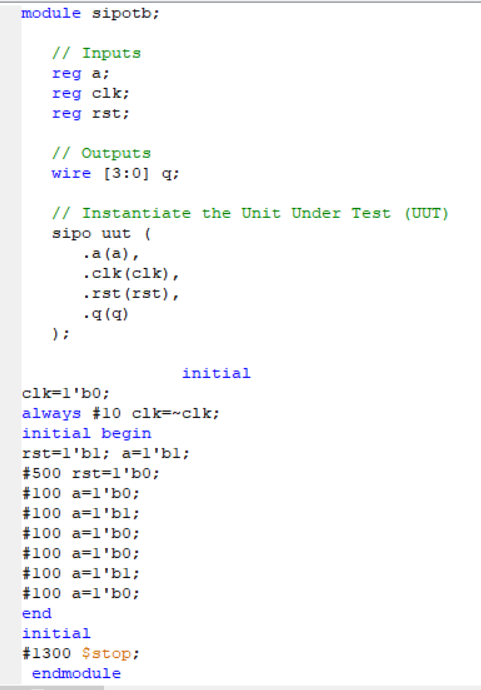 module sipotb;
// Inputs
reg a;
reg clk;
reg rst;
// Outputs
wire [3:0] q;
// Instantiate the Unit Under Test (UUT)
sipo uut (
.a(a),
.clk(clk),
.rst(rst),
.q(q)
);
initial
clk=1'b0;
always #10 clk=~clk;
initial begin
rst=1'b1; a=1'b1;
#500 rst=1'b0;
#100 a=1'b0;
#100 a=1'b1;
#100 a=1'b0;
#100 a=1'b0;
#100 a=1'b1;
#100 a=1'b0;
end
initial
#1300 $stop;
endmodule